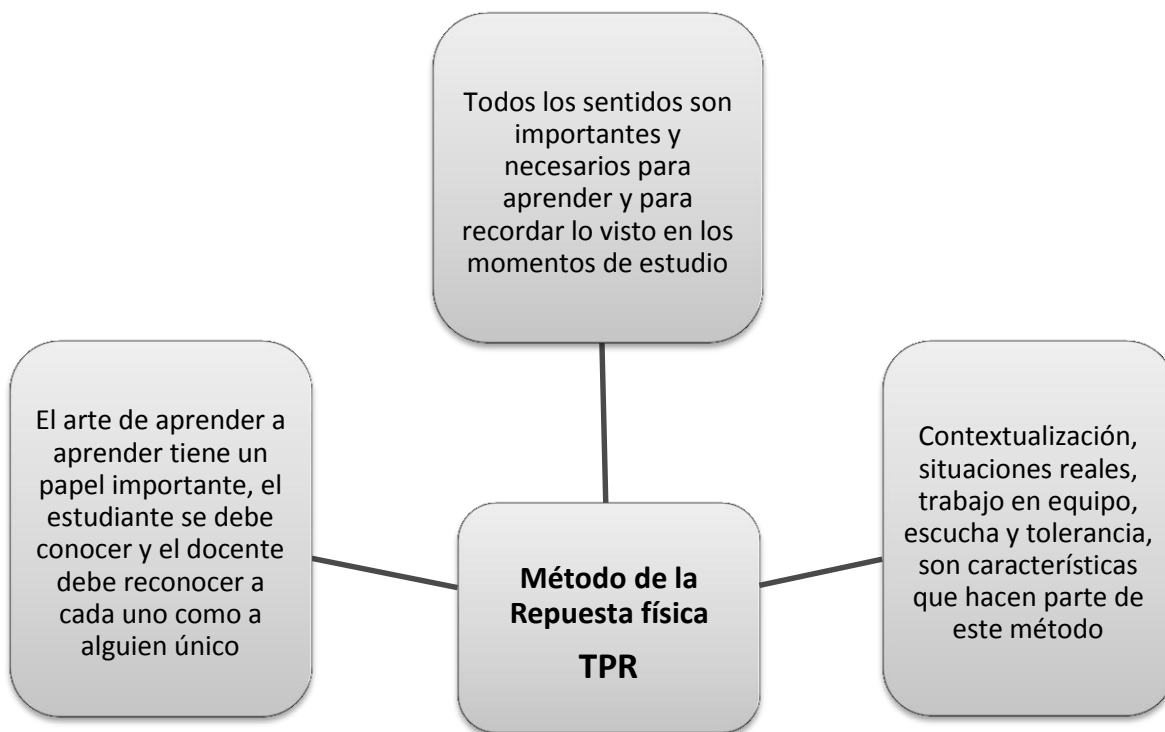 Todos los sentidos son
importantes y
necesarios para
aprender y para
recordar lo visto en los
momentos de estudio
El arte de aprender a
aprender tiene un
papel importante, el
estudiante se debe
conocer y el docente
debe reconocer a
cada uno como a
alguien único
Método de la
Repuesta física
TPR
Contextualización,
situaciones reales,
trabajo en equipo,
escucha y tolerancia,
son características
que hacen parte de
este método